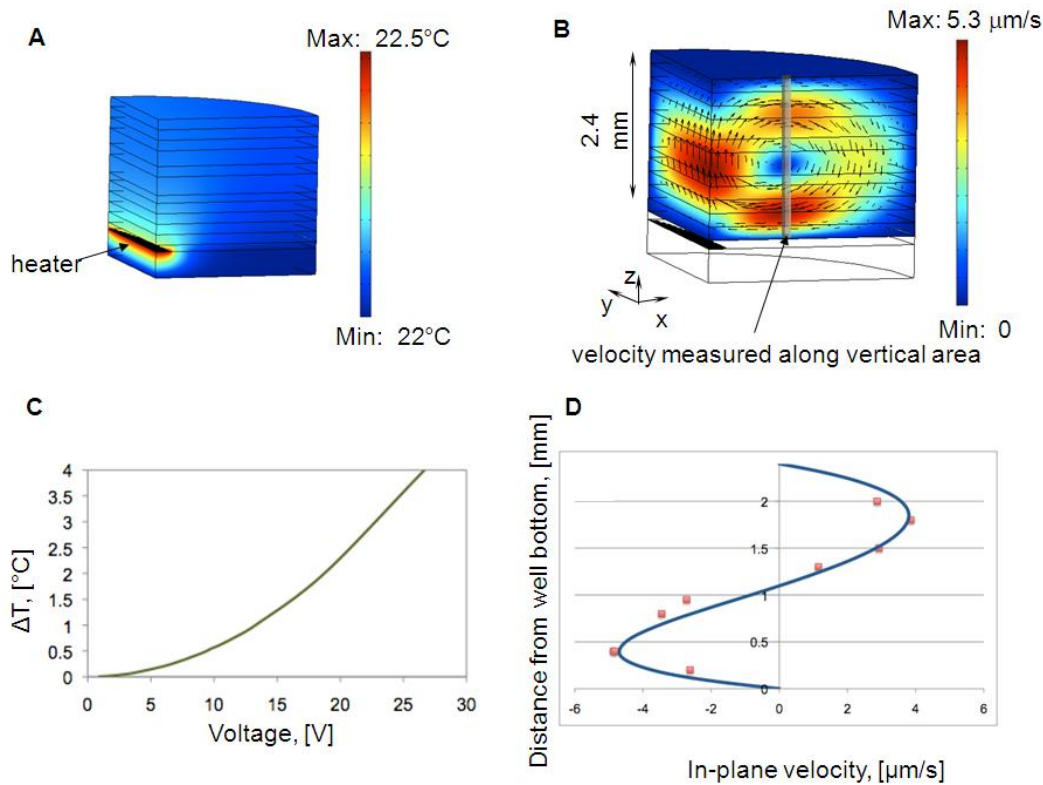 A
Max: 22.5°C
heater
Min: 22°C
B
Max: 5.3 μm/s
2.4
mm
z
y
x
Min: 0
velocity measured along vertical area
C
ΔT, [°C]
4
3.5
3
2.5
2
1.5
1
0.5
0
0 5 10 15 20 25 30
Voltage, [V]
D
Distance from well bottom, [mm]
2
1.5
1
0.5
0
-6 -4 -2 0 2 4 6
In-plane velocity, [μm/s]